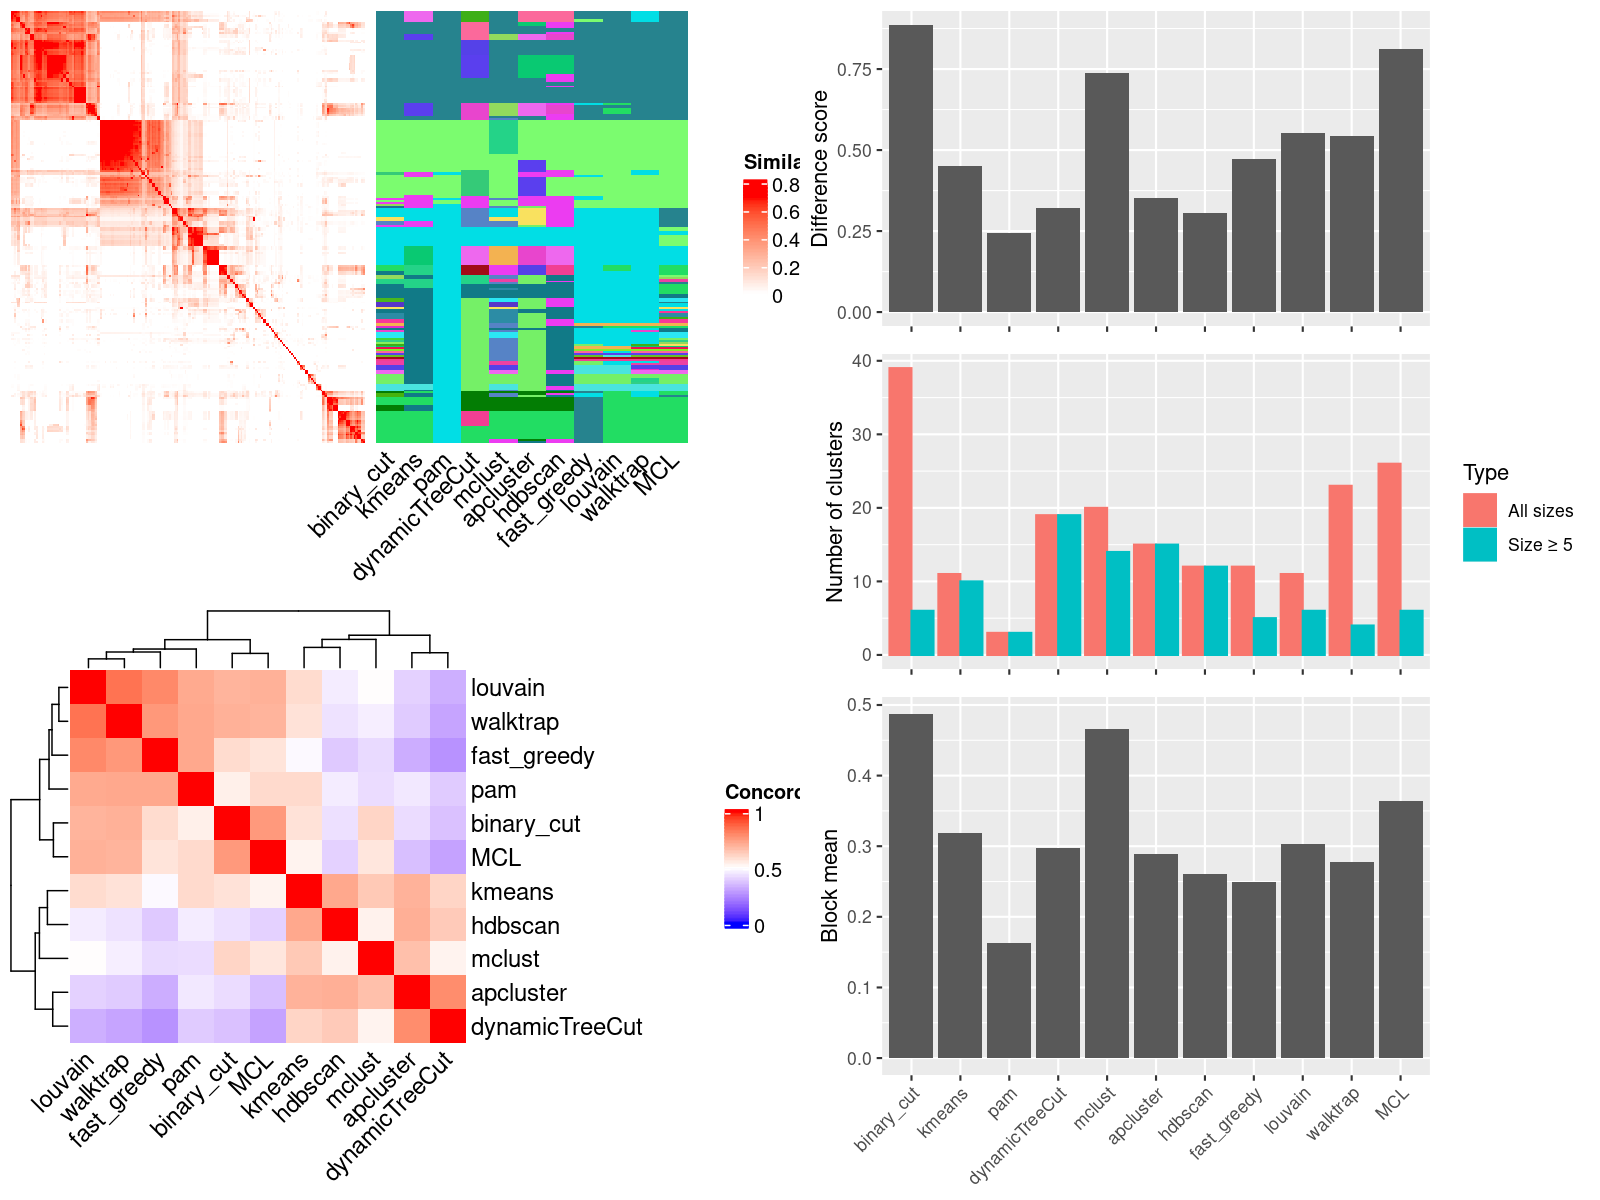 Simila
0.8
0.6
0.4
0.2
0
binary_cut
kmeans
pam
dynamicTreeCut
mclust
apcluster
hdbscan
fast_greedy
louvain
walktrap
MCL
Difference score
0.75
0.50
0.25
0.00
Number of clusters
40
30
20
10
0
Type
All sizes
Size ≥ 5
louvain
walktrap
fast_greedy
pam
binary_cut
MCL
kmeans
hdbscan
mclust
apcluster
dynamicTreeCut
louvain
walktrap
fast_greedy
pam
binary_cut
MCL
kmeans
hdbscan
mclust
apcluster
dynamicTreeCut
Concord
1
0.5
0
Block mean
0.5
0.4
0.3
0.2
0.1
0.0
binary_cut
kmeans
pam
dynamicTreeCut
mclust
apcluster
hdbscan
fast_greedy
louvain
walktrap
MCL